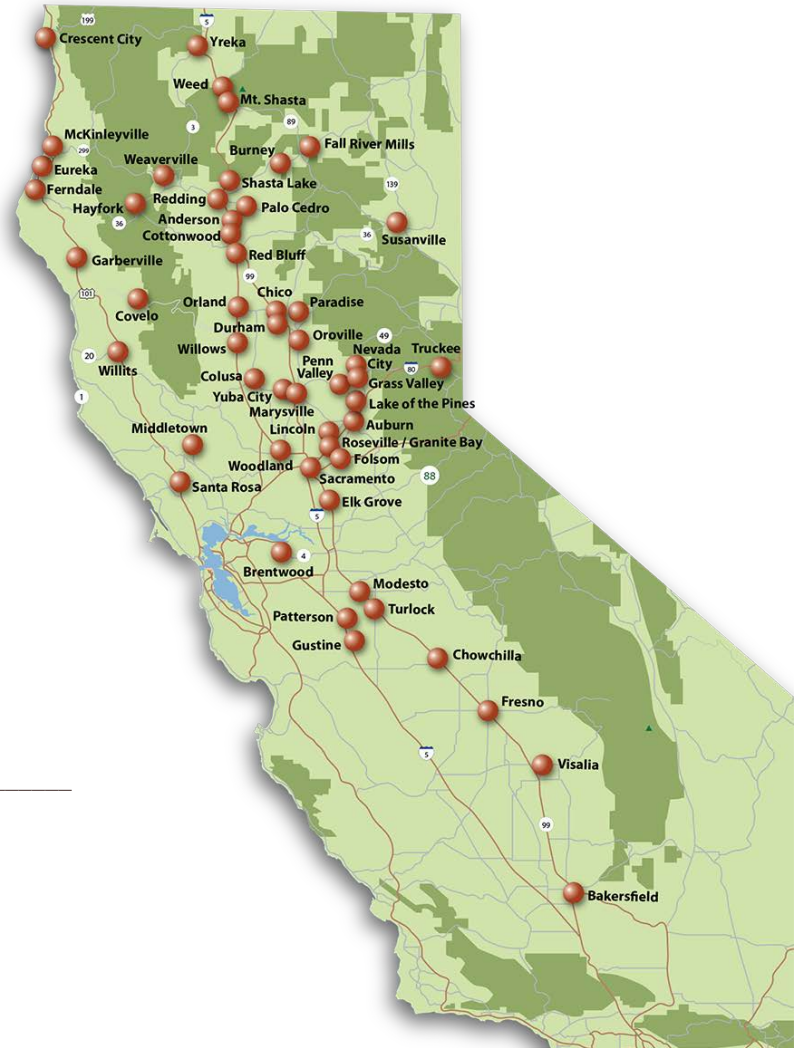 199
5
Crescent City
Yreka
Weed
Mt. Shasta
89
3
McKinleyville
299
Weaverville
Burney
Fall River Mills
Eureka
Shasta Lake
139
Ferndale
Hayfork
Redding
Palo Cedro
Anderson
36
Cottonwood
36
Susanville
Garberville
Red Bluff
99
101
Covelo
Orland
Chico
Paradise
Durham
Oroville
49
Willows
20
Willits
Penn
Valley
Nevada
City
Truckee
80
Colusa
Grass Valley
1
Yuba City
Marysville
Lake of the Pines
Middletown
Lincoln
Auburn
Roseville / Granite Bay
Woodland
Folsom
88
Santa Rosa
Sacramento
Elk Grove
5
4
Brentwood
Modesto
Patterson
Turlock
Gustine
Chowchilla
Fresno
5
Visalia
99
Bakersfield